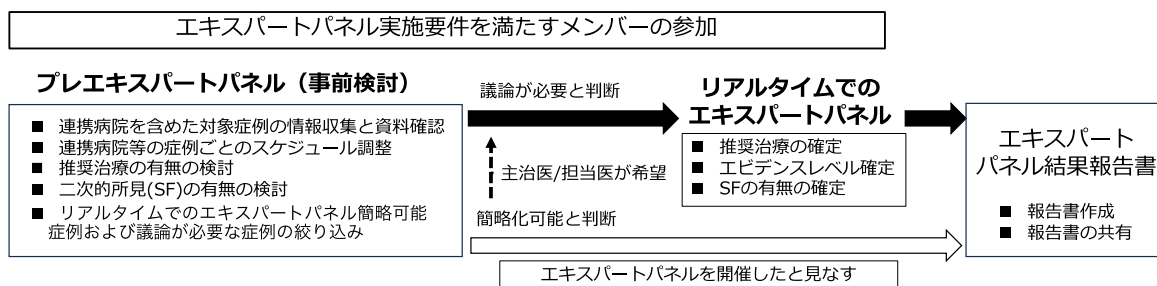 エキスパートパネル実施要件を満たすメンバーの参加
プレエキスパートパネル（事前検討）
■ 連携病院を含めた対象症例の情報収集と資料確認
■ 連携病院等の症例ごとのスケジュール調整
■ 推奨治療の有無の検討
■ 二次的所見(SF)の有無の検討
■ リアルタイムでのエキスパートパネル簡略可能
症例および議論が必要な症例の絞り込み
議論が必要と判断
主治医/担当医が希望
簡略化可能と判断
リアルタイムでの
エキスパートパネル
■ 推奨治療の確定
■ エビデンスレベル確定
■ SFの有無の確定
エキスパートパネルを開催したと見なす
エキスパート
パネル結果報告書
■ 報告書作成
■ 報告書の共有